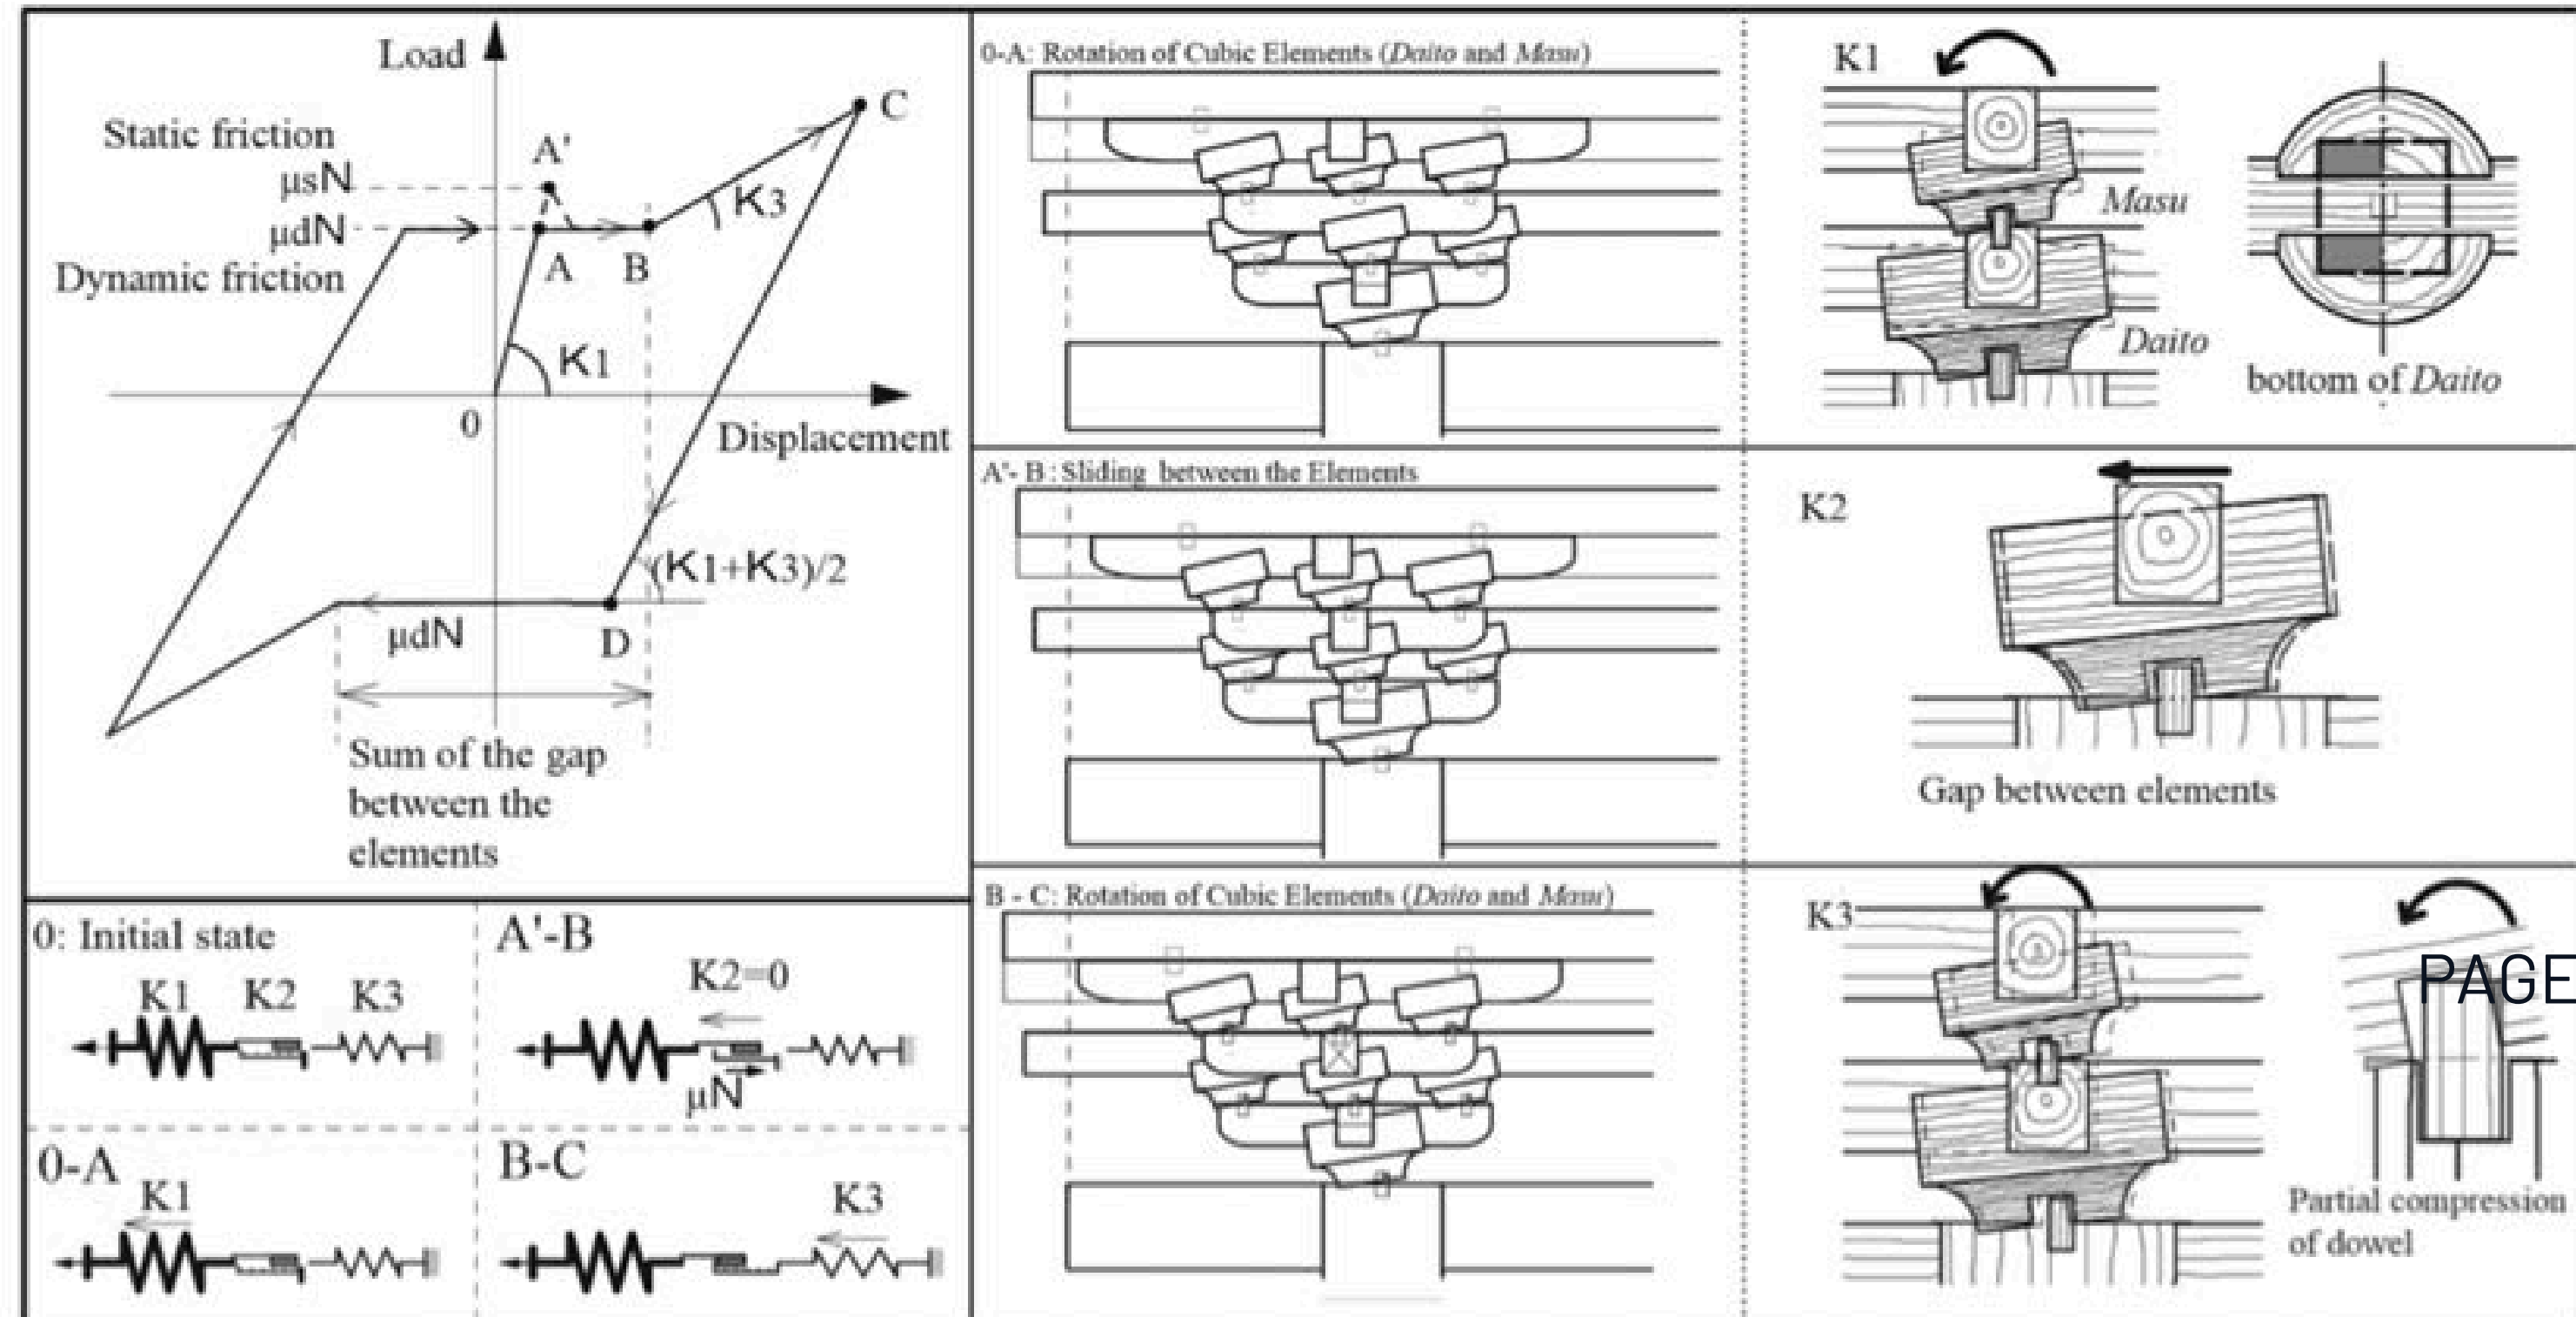 Load
Static friction
μsN
μdN
Dynamic friction
A'
A
B
C
K3
K1
0
Displacement
(K1+K3)/2
μdN
D
Sum of the gap
between the
elements
0: Initial state
K1 K2 K3
A'-B
K2=0
μN
0-A
K1
B-C
K3
0-A: Rotation of Cubic Elements (Daito and Masu)
K1
Masu
Daito
bottom of Daito
A'- B : Sliding between the Elements
K2
Gap between elements
B - C: Rotation of Cubic Elements (Daito and Masu)
K3
PAGE
Partial compression
of dowel